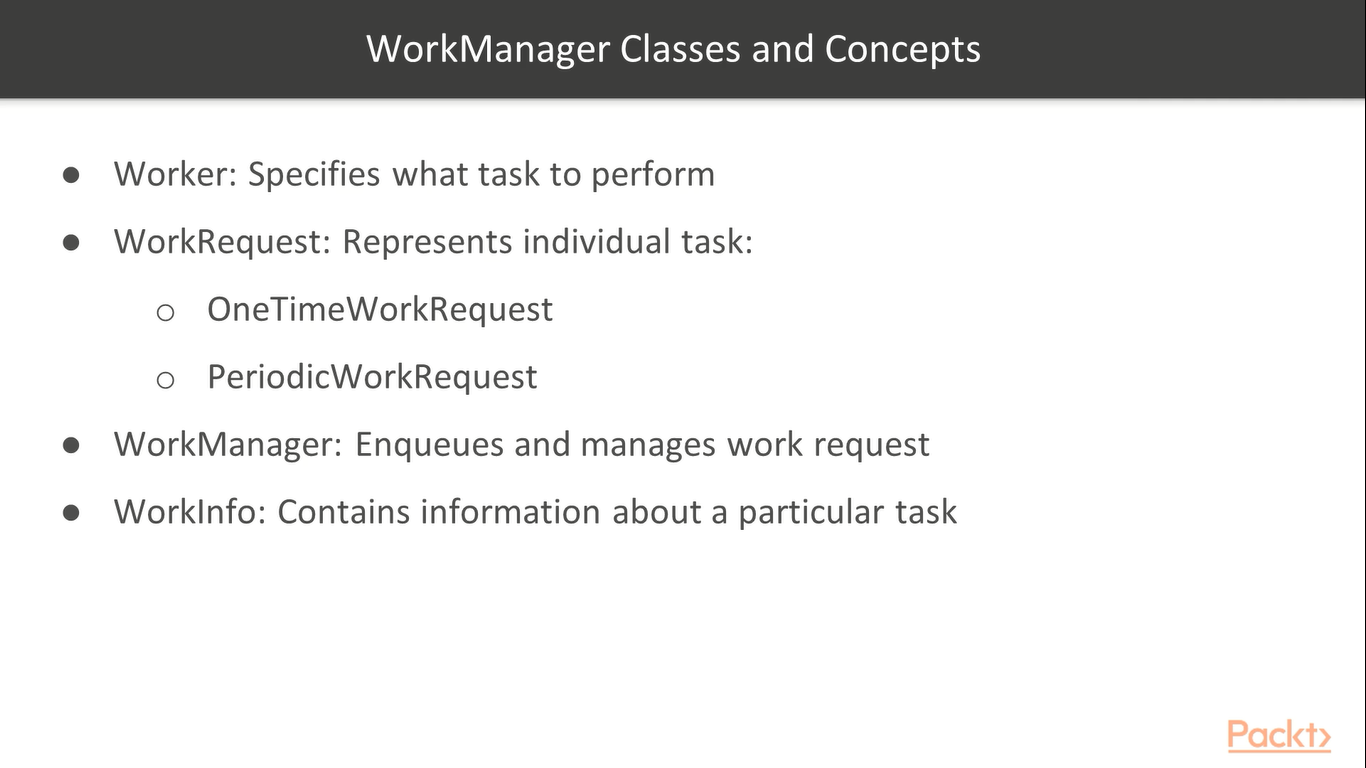 WorkManager Classes and Concepts
● Worker: Specifies what task to perform
● WorkRequest: Represents individual task:
○ OneTimeWorkRequest
○ PeriodicWorkRequest
● WorkManager: Enqueues and manages work request
● WorkInfo: Contains information about a particular task
Packt>